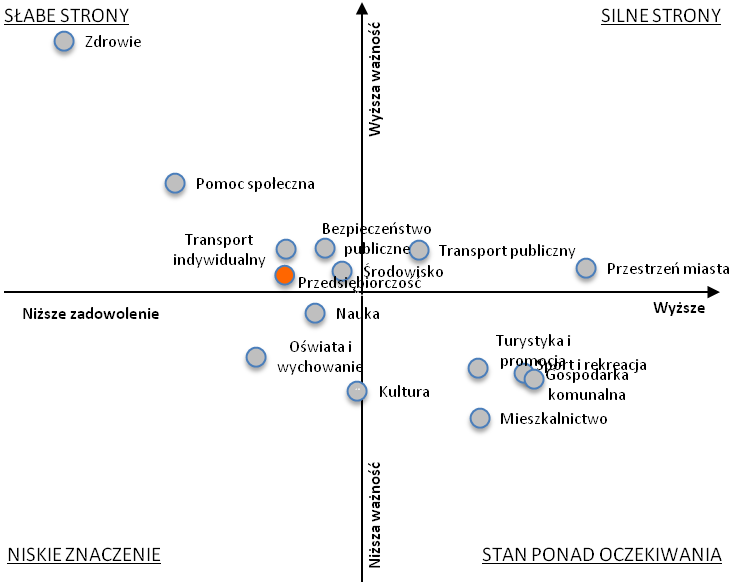 SŁABE STRONY
SILNE STRONY
Zdrowie
Wyższa ważność
Pomoc społeczna
Transport
indywidualny
Bezpieczeństwo
publiczne
Transport publiczny
Przestrzeń miasta
Środowisko
Przedsiębiorczość
Niższe zadowolenie
Wyższe
Nauka
Oświata i
wychowanie
Kultura
Turystyka i
promocja
Sport i rekreacja
Gospodarka
komunalna
Mieszkalnictwo
Niższa ważność
NISKIE ZNACZENIE
STAN PONAD OCZEKIWANIA